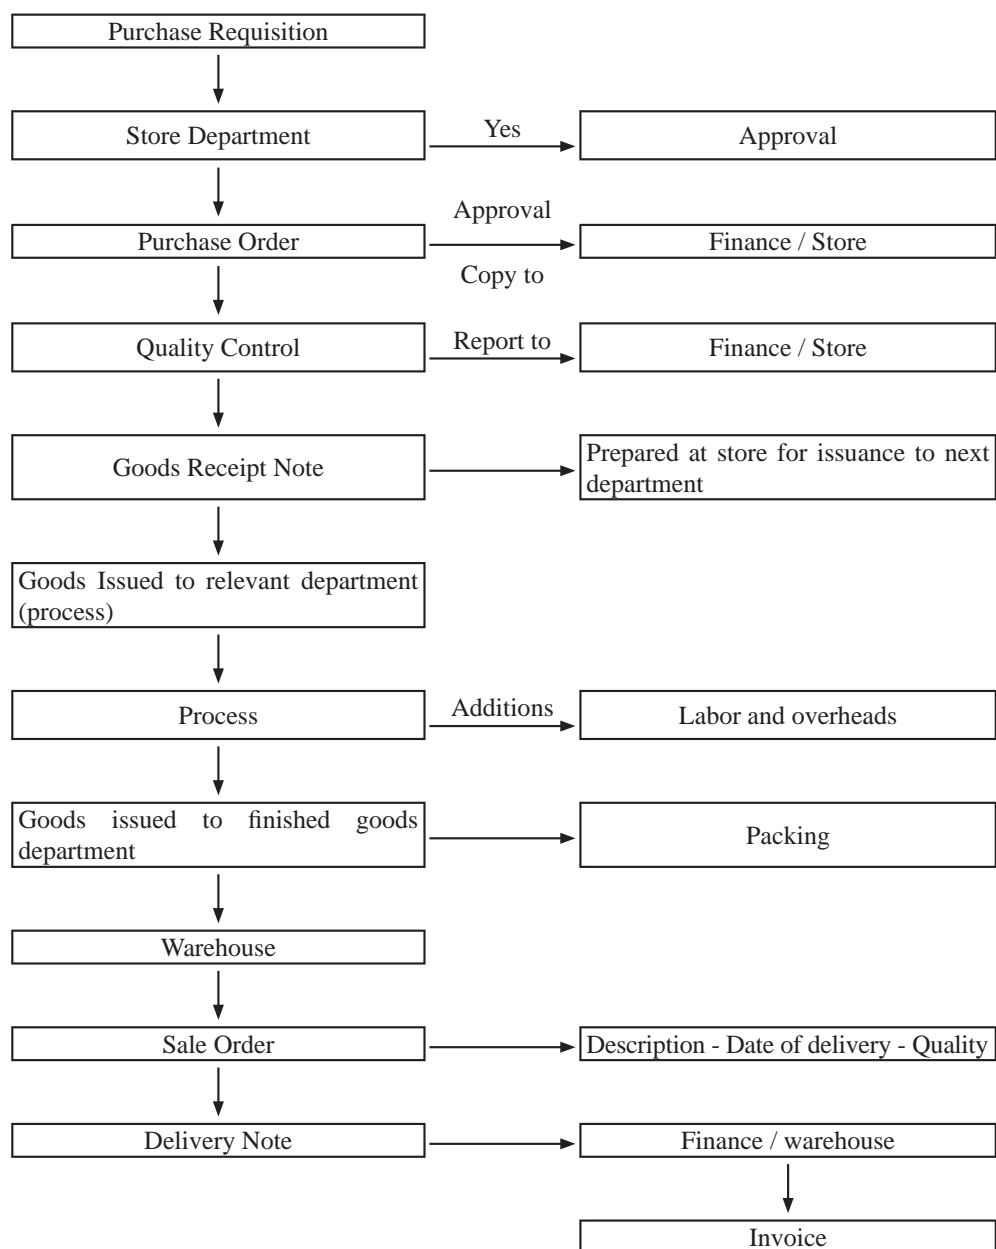 Purchase Requisition
Store Department
Yes
Approval
Approval
Purchase Order
Finance / Store
Copy to
Quality Control
Report to
Finance / Store
Goods Receipt Note
Prepared at store for issuance to next
department
Goods Issued to relevant department
(process)
Process
Additions
Labor and overheads
Goods issued to finished goods
department
Packing
Warehouse
Sale Order
Description - Date of delivery - Quality
Delivery Note
Finance / warehouse
Invoice